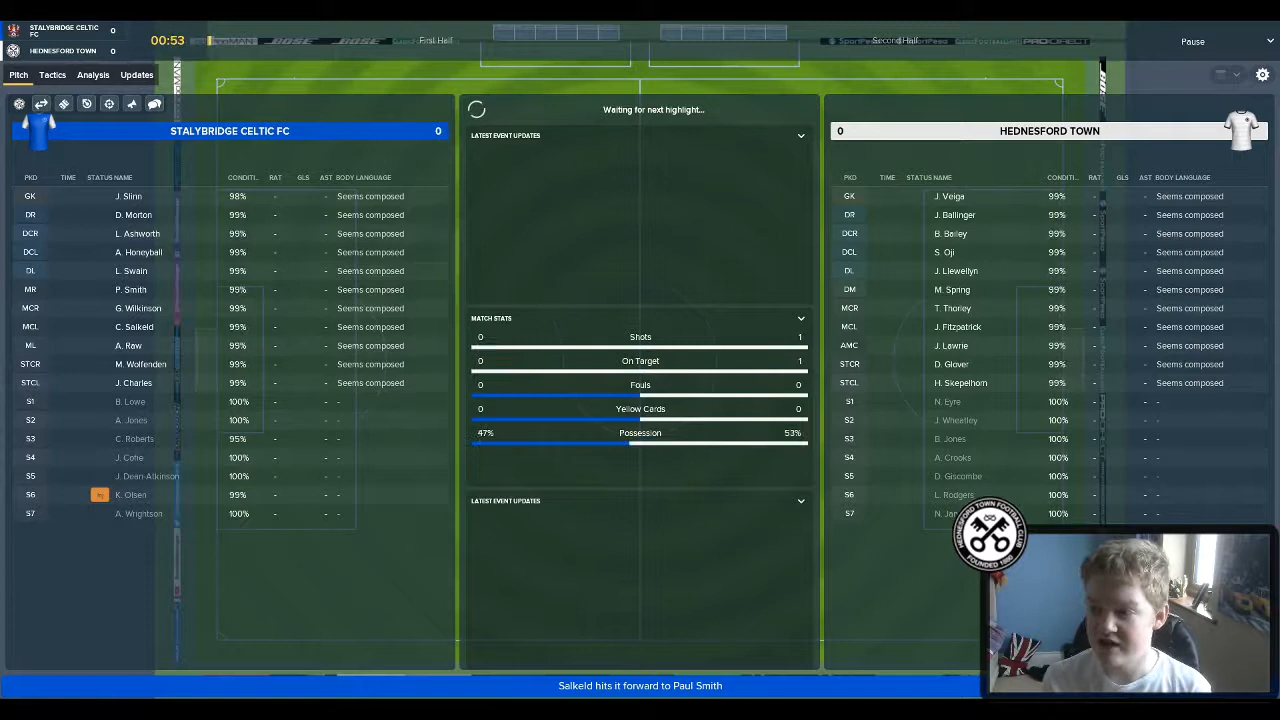 STALYBRIDGE CELTIC FC 0
HEDNESFORD TOWN 0
00:53
First Half
Second Half
Pause
Pitch Tactics Analysis Updates
STALYBRIDGE CELTIC FC 0
PKD TIME STATUS NAME CONDITI... RAT GLS AST BODY LANGUAGE
GK J. Slinn 98% - - - Seems composed
DR D. Morton 99% - - - Seems composed
DCR L. Ashworth 99% - - - Seems composed
DCL A. Honeyball 99% - - - Seems composed
DL L. Swain 99% - - - Seems composed
MR P. Smith 99% - - - Seems composed
MCR G. Wilkinson 99% - - - Seems composed
MCL C. Salkeld 99% - - - Seems composed
ML A. Raw 99% - - - Seems composed
STCR M. Wolfenden 99% - - - Seems composed
STCL J. Charles 99% - - - Seems composed
S1 B. Lowe 100% - - - -
S2 A. Jones 100% - - - -
S3 C. Roberts 95% - - - -
S4 J. Cofie 100% - - - -
S5 J. Dean-Atkinson 100% - - - -
S6 K. Olsen 99% - - - -
S7 A. Wrightson 100% - - - -
Waiting for next highlight...
LATEST EVENT UPDATES
MATCH STATS
0 Shots 1
0 On Target 1
0 Fouls 0
0 Yellow Cards 0
47% Possession 53%
LATEST EVENT UPDATES
0 HEDNESFORD TOWN
PKD TIME STATUS NAME CONDITI... RAT GLS AST BODY LANGUAGE
GK J. Veiga 99% - - - Seems composed
DR J. Ballinger 99% - - - Seems composed
DCR B. Bailey 99% - - - Seems composed
DCL S. Oji 99% - - - Seems composed
DL J. Llewellyn 99% - - - Seems composed
DM M. Spring 99% - - - Seems composed
MCR T. Thorley 99% - - - Seems composed
MCL J. Fitzpatrick 99% - - - Seems composed
AMC J. Lawrie 99% - - - Seems composed
STCR D. Glover 99% - - - Seems composed
STCL H. Skepelhorn 99% - - - Seems composed
S1 N. Eyre 100% - - - -
S2 J. Wheatley 100% - - - -
S3 B. Jones 100% - - - -
S4 A. Crooks 100% - - - -
S5 D. Giscombe 100% - - - -
S6 L. Rodgers 100% - - - -
S7 100% - - - -
HEDNESFORD TOWN FOOTBALL CLUB
FOUNDED 1880
Salkeld hits it forward to Paul Smith